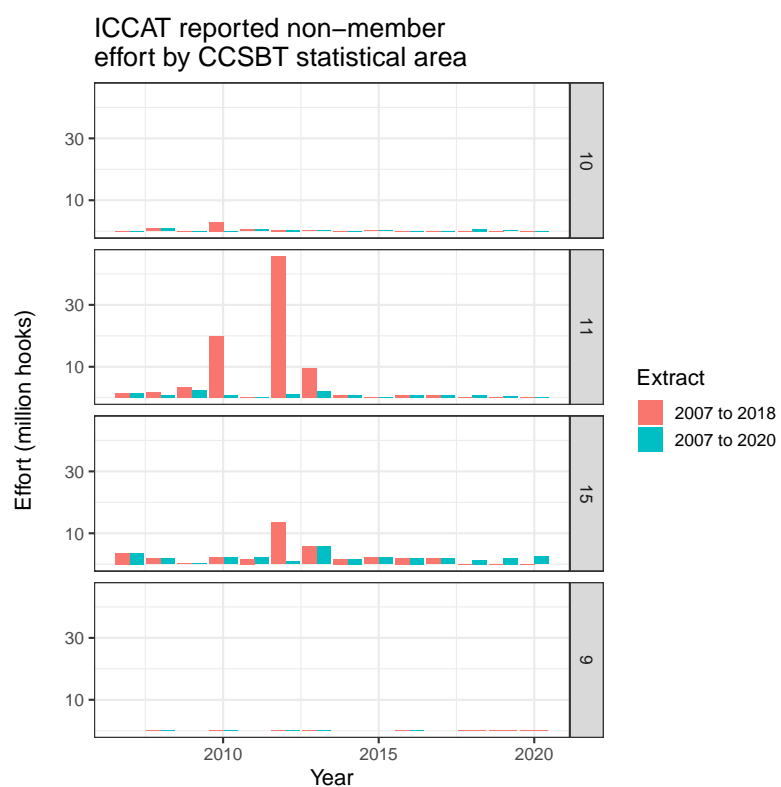 ICCAT reported non−member
effort by CCSBT statistical area
30
10
10
30
10
11
30
10
15
30
10
9
2010
2015
2020
Year
Effort (million hooks)
Extract
2007 to 2018
2007 to 2020